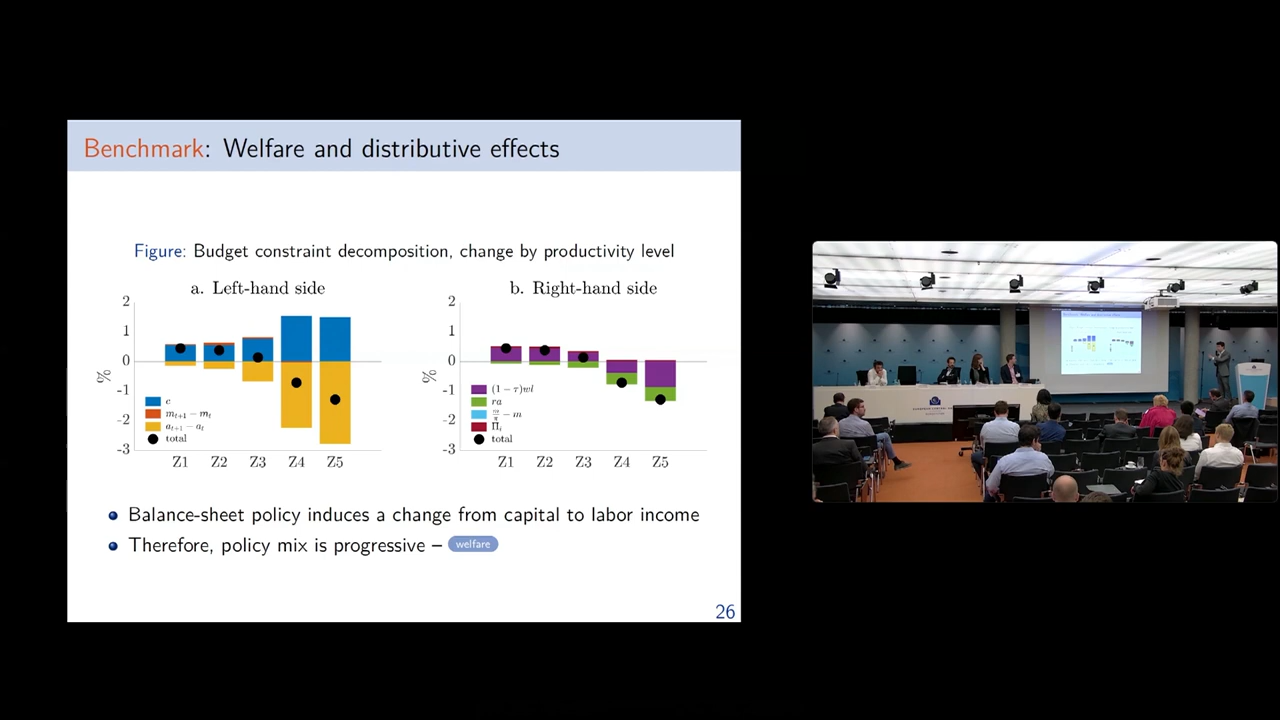 Benchmark: Welfare and distributive effects
Figure: Budget constraint decomposition, change by productivity level
a. Left-hand side
2
1
0
-1
-2
-3
%
c
m_{t+1} − m_t
a_{t+1} − a_t
total
Z1 Z2 Z3 Z4 Z5
b. Right-hand side
2
1
0
-1
-2
-3
%
(1 − τ)wl
ra
m/π − m
Π_i
total
Z1 Z2 Z3 Z4 Z5
Balance-sheet policy induces a change from capital to labor income
Therefore, policy mix is progressive – welfare
26